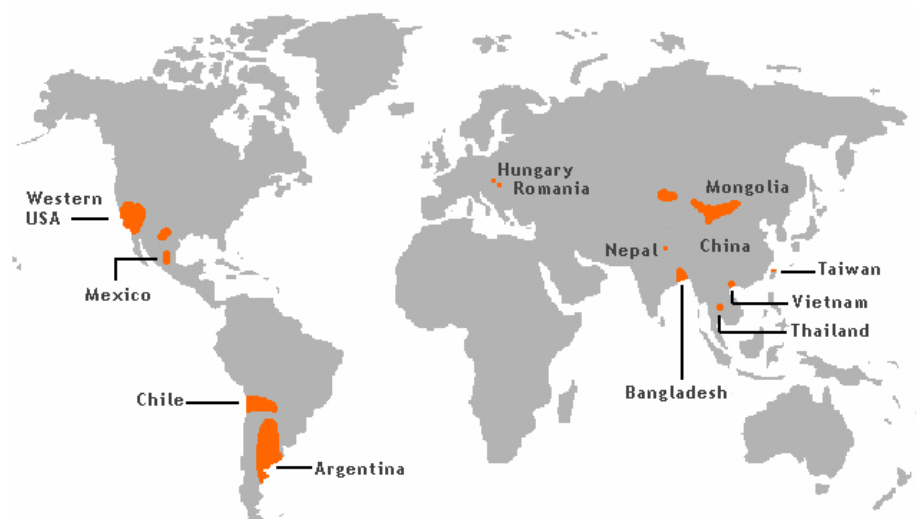 Hungary
Romania
Western
USA
Mongolia
Nepal
China
Taiwan
Mexico
Vietnam
Thailand
Bangladesh
Chile
Argentina